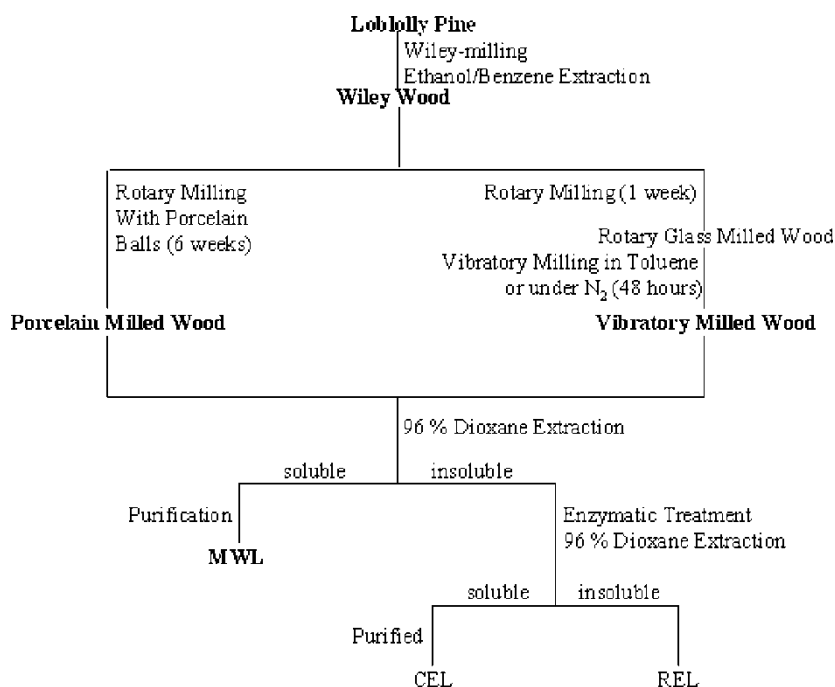 Loblolly Pine
Wiley-milling
Ethanol/Benzene Extraction
Wiley Wood
Rotary Milling
With Porcelain
Balls (6 weeks)
Rotary Milling (1 week)
Rotary Glass Milled Wood
Vibratory Milling in Toluene
or under N₂ (48 hours)
Porcelain Milled Wood
Vibratory Milled Wood
96 % Dioxane Extraction
soluble
insoluble
Purification
MWL
Enzymatic Treatment
96 % Dioxane Extraction
soluble
insoluble
Purified
CEL
REL